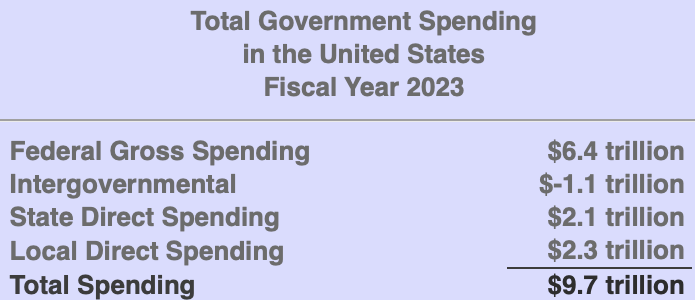 Total Government Spending
in the United States
Fiscal Year 2023
Federal Gross Spending $6.4 trillion
Intergovernmental $-1.1 trillion
State Direct Spending $2.1 trillion
Local Direct Spending $2.3 trillion
Total Spending $9.7 trillion